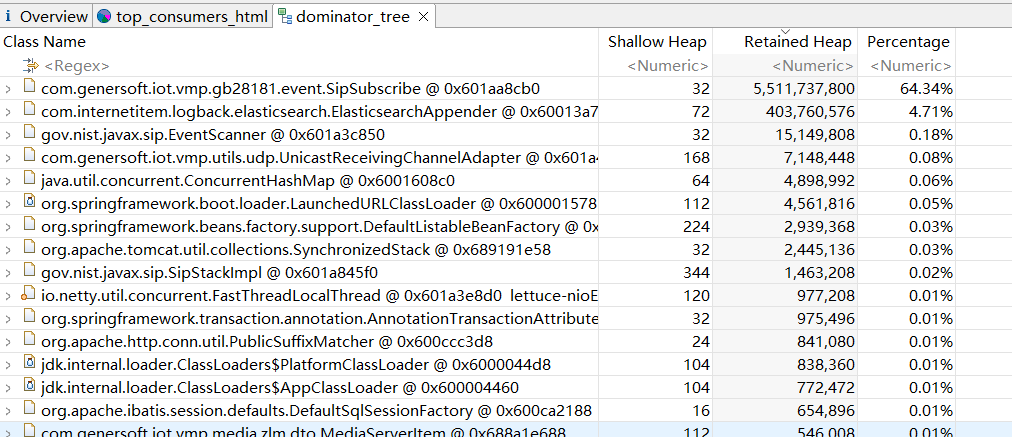 Overview top_consumers_html dominator_tree
Class Name Shallow Heap Retained Heap Percentage
<Regex> <Numeric> <Numeric> <Numeric>
com.genersoft.iot.vmp.gb28181.event.SipSubscribe @ 0x601aa8cb0 32 5,511,737,800 64.34%
com.internetitem.logback.elasticsearch.ElasticsearchAppender @ 0x60013a7 72 403,760,576 4.71%
gov.nist.javax.sip.EventScanner @ 0x601a3c850 32 15,149,808 0.18%
com.genersoft.iot.vmp.utils.udp.UnicastReceivingChannelAdapter @ 0x601a4 168 7,148,448 0.08%
java.util.concurrent.ConcurrentHashMap @ 0x6001608c0 64 4,898,992 0.06%
org.springframework.boot.loader.LaunchedURLClassLoader @ 0x600001578 112 4,561,816 0.05%
org.springframework.beans.factory.support.DefaultListableBeanFactory @ 0x 224 2,939,368 0.03%
org.apache.tomcat.util.collections.SynchronizedStack @ 0x689191e58 32 2,445,136 0.03%
gov.nist.javax.sip.SipStackImpl @ 0x601a845f0 344 1,463,208 0.02%
io.netty.util.concurrent.FastThreadLocalThread @ 0x601a3e8d0 lettuce-nioE 120 977,208 0.01%
org.springframework.transaction.annotation.AnnotationTransactionAttribute 32 975,496 0.01%
org.apache.http.conn.util.PublicSuffixMatcher @ 0x600ccc3d8 24 841,080 0.01%
jdk.internal.loader.ClassLoaders$PlatformClassLoader @ 0x6000044d8 104 838,360 0.01%
jdk.internal.loader.ClassLoaders$AppClassLoader @ 0x600004460 104 772,472 0.01%
org.apache.ibatis.session.defaults.DefaultSqlSessionFactory @ 0x600ca2188 16 654,896 0.01%
com.genersoft.iot.vmp.media.zlm.dto.MediaServerItem @ 0x688a1e688 112 546,008 0.01%